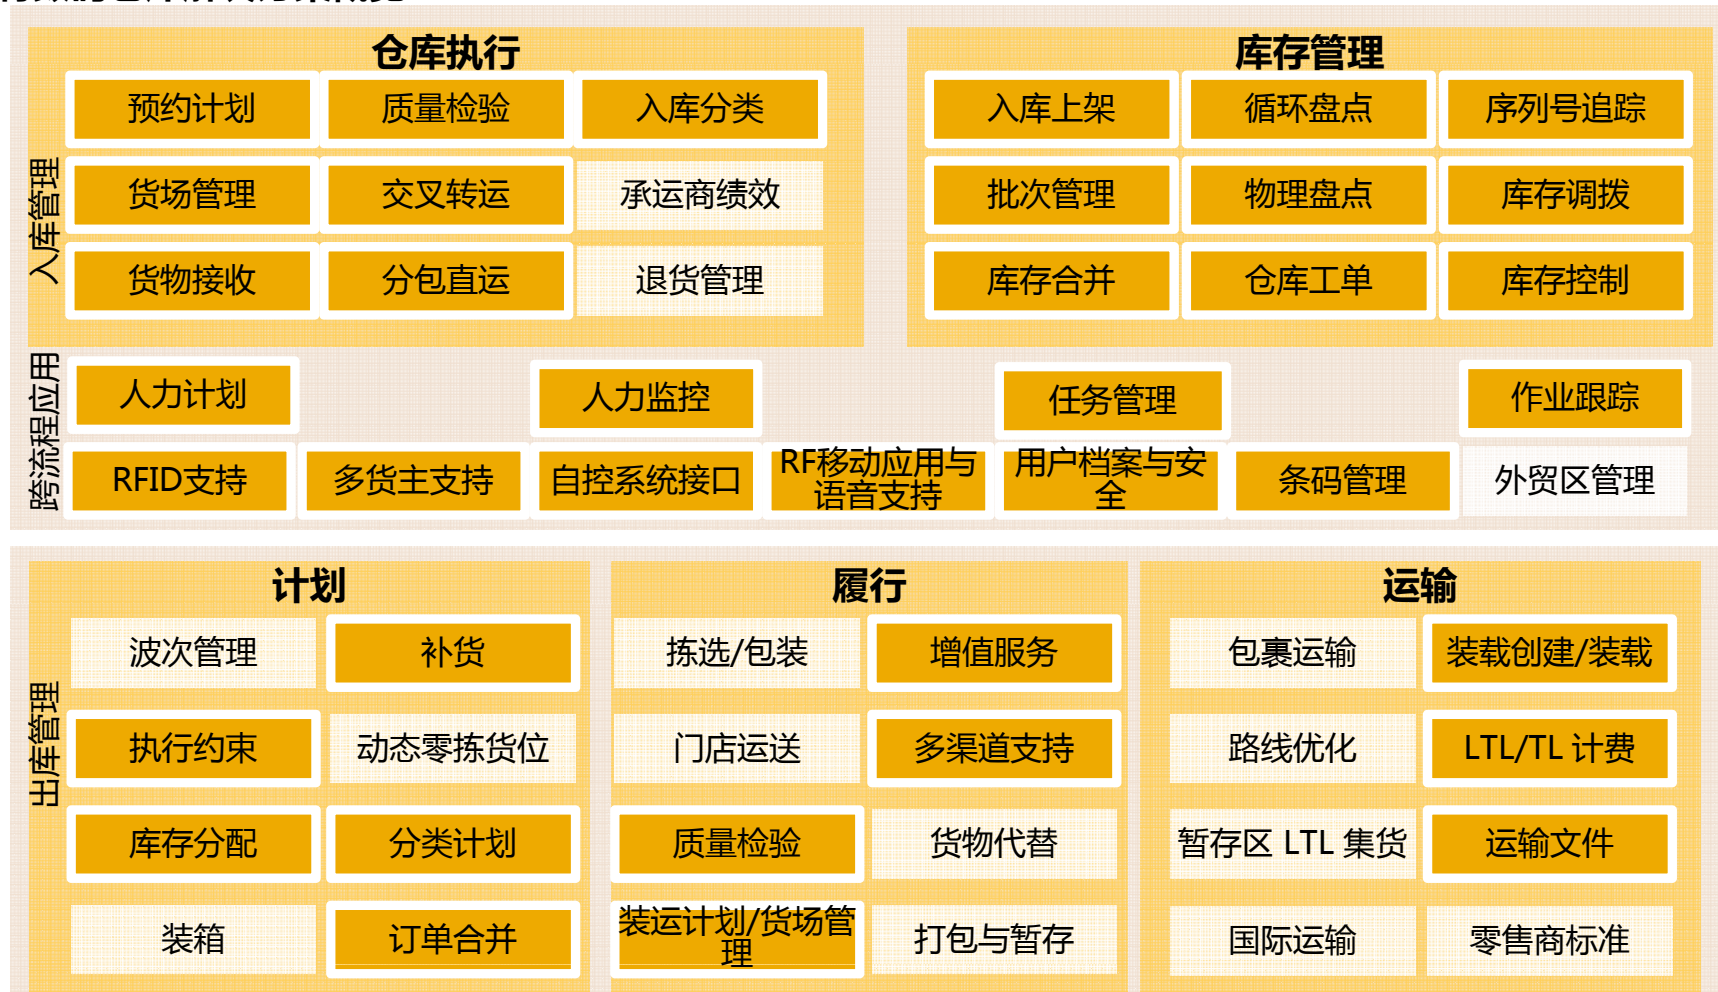 仓库执行
库存管理
入库管理
预约计划
质量检验
入库分类
入库上架
循环盘点
序列号追踪
货场管理
交叉转运
承运商绩效
批次管理
物理盘点
库存调拨
货物接收
分包直运
退货管理
库存合并
仓库工单
库存控制
跨流程应用
人力计划
人力监控
任务管理
作业跟踪
RFID支持
多货主支持
自控系统接口
RF移动应用与
语音支持
用户档案与安
全
条码管理
外贸区管理
出库管理
计划
履行
运输
波次管理
补货
拣选/包装
增值服务
包裹运输
装载创建/装载
执行约束
动态零拣货位
门店运送
多渠道支持
路线优化
LTL/TL 计费
库存分配
分类计划
质量检验
货物代替
暂存区 LTL 集货
运输文件
装箱
订单合并
装运计划/货场管
理
打包与暂存
国际运输
零售商标准